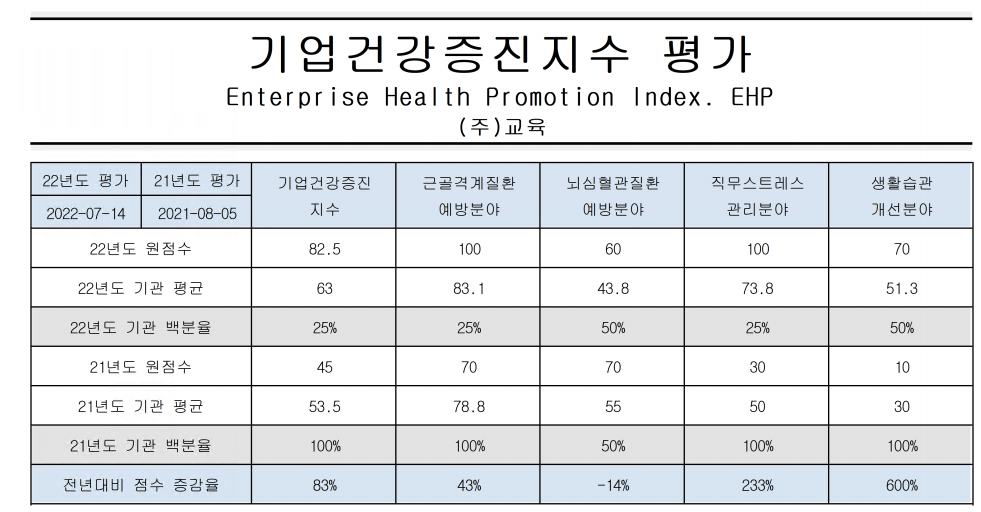 기업건강증진지수 평가
Enterprise Health Promotion Index. EHP
(주)교육
22년도 평가 21년도 평가 기업건강증진 근골격계질환 뇌심혈관질환 직무스트레스 생활습관
2022-07-14 2021-08-05 지수 예방분야 예방분야 관리분야 개선분야
22년도 원점수 82.5 100 60 100 70
22년도 기관 평균 63 83.1 43.8 73.8 51.3
22년도 기관 백분율 25% 25% 50% 25% 50%
21년도 원점수 45 70 70 30 10
21년도 기관 평균 53.5 78.8 55 50 30
21년도 기관 백분율 100% 100% 50% 100% 100%
전년대비 점수 증감율 83% 43% -14% 233% 600%